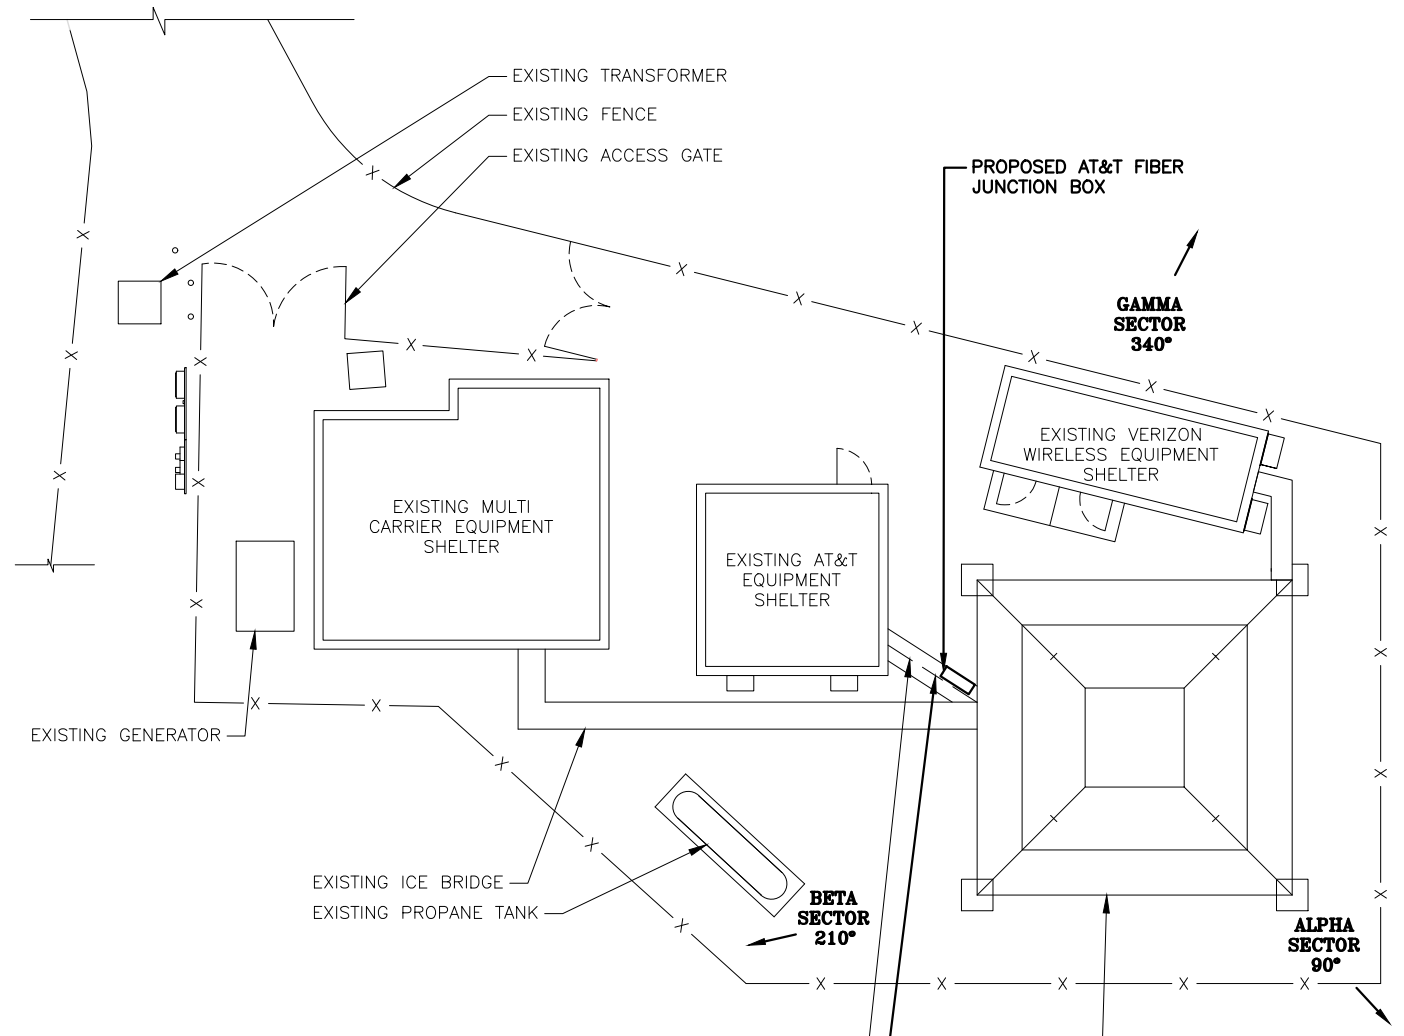 EXISTING TRANSFORMER
EXISTING FENCE
EXISTING ACCESS GATE
PROPOSED AT&T FIBER
JUNCTION BOX
GAMMA
SECTOR
340°
EXISTING VERIZON
WIRELESS EQUIPMENT
SHELTER
EXISTING MULTI
CARRIER EQUIPMENT
SHELTER
EXISTING AT&T
EQUIPMENT
SHELTER
EXISTING GENERATOR
EXISTING ICE BRIDGE
EXISTING PROPANE TANK
BETA
SECTOR
210°
ALPHA
SECTOR
90°